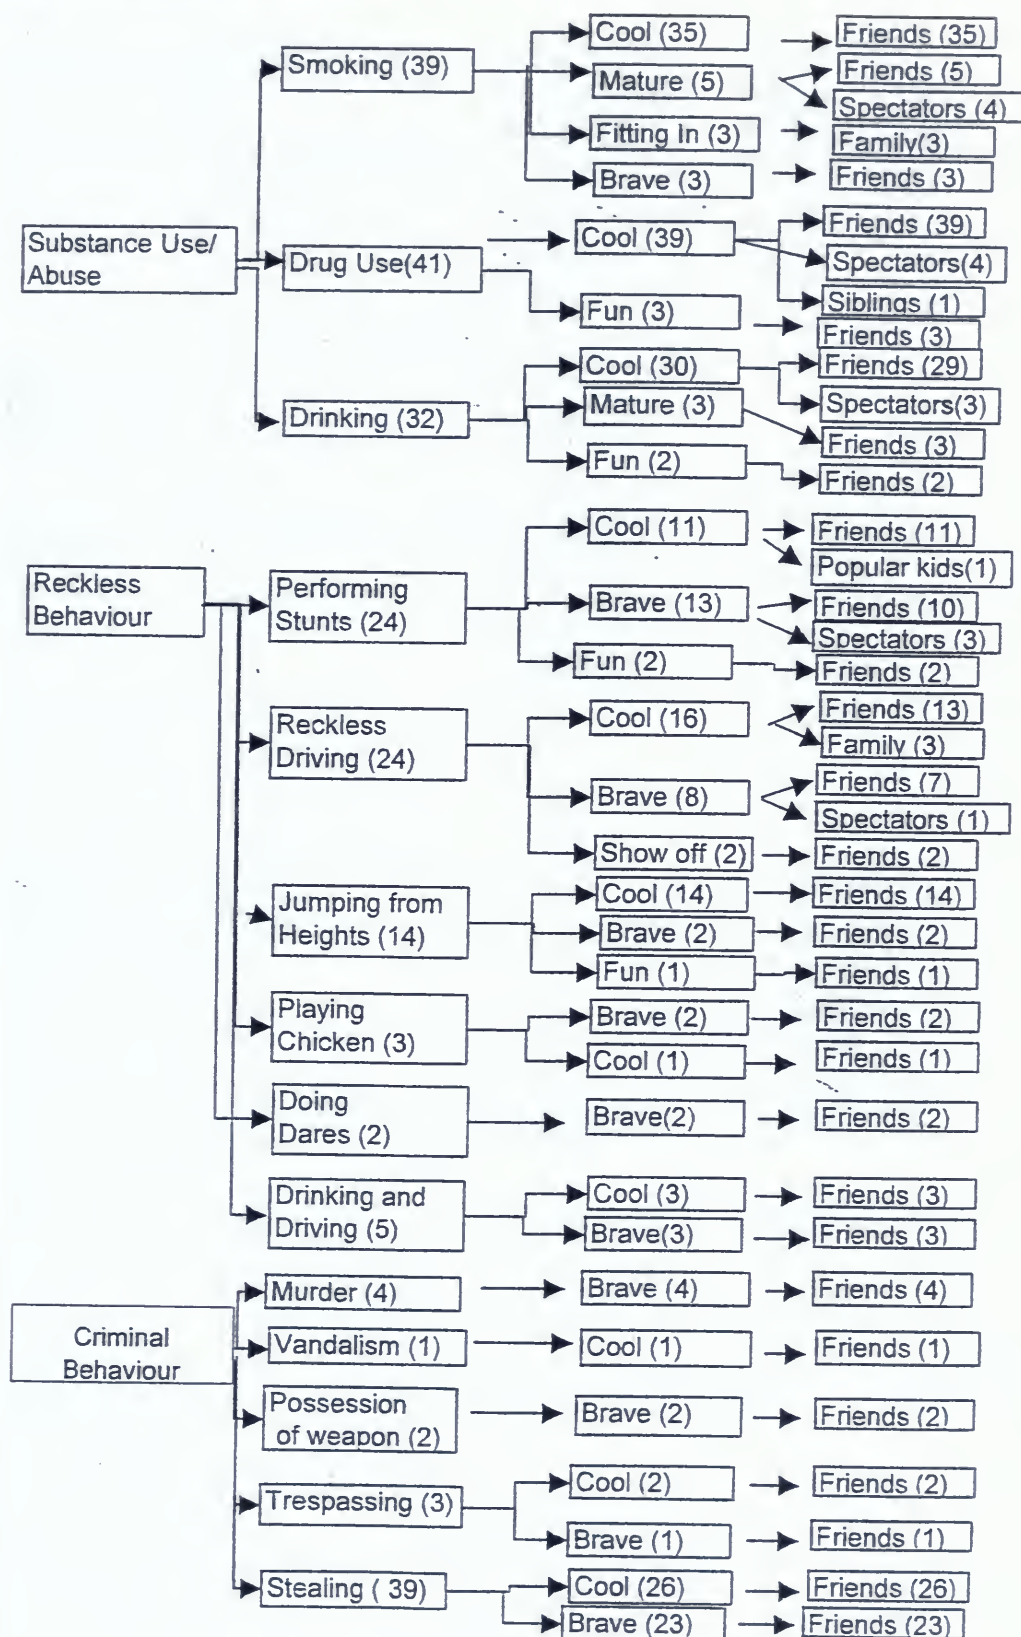 Cool (35)
Friends (35)
Smoking (39)
Mature (5)
Friends (5)
Spectators (4)
Fitting In (3)
Family(3)
Brave (3)
Friends (3)
Substance Use/
Abuse
Drug Use(41)
Cool (39)
Friends (39)
Spectators(4)
Siblings (1)
Fun (3)
Friends (3)
Drinking (32)
Cool (30)
Friends (29)
Spectators(3)
Mature (3)
Friends (3)
Fun (2)
Friends (2)
Reckless
Behaviour
Performing
Stunts (24)
Cool (11)
Friends (11)
Popular kids(1)
Brave (13)
Friends (10)
Spectators (3)
Fun (2)
Friends (2)
Reckless
Driving (24)
Cool (16)
Friends (13)
Family (3)
Brave (8)
Friends (7)
Spectators (1)
Show off (2)
Friends (2)
Jumping from
Heights (14)
Cool (14)
Friends (14)
Brave (2)
Friends (2)
Fun (1)
Friends (1)
Playing
Chicken (3)
Brave (2)
Friends (2)
Cool (1)
Friends (1)
Doing
Dares (2)
Brave(2)
Friends (2)
Drinking and
Driving (5)
Cool (3)
Friends (3)
Brave(3)
Friends (3)
Criminal
Behaviour
Murder (4)
Brave (4)
Friends (4)
Vandalism (1)
Cool (1)
Friends (1)
Possession
of weapon (2)
Brave (2)
Friends (2)
Trespassing (3)
Cool (2)
Friends (2)
Brave (1)
Friends (1)
Stealing ( 39)
Cool (26)
Friends (26)
Brave (23)
Friends (23)